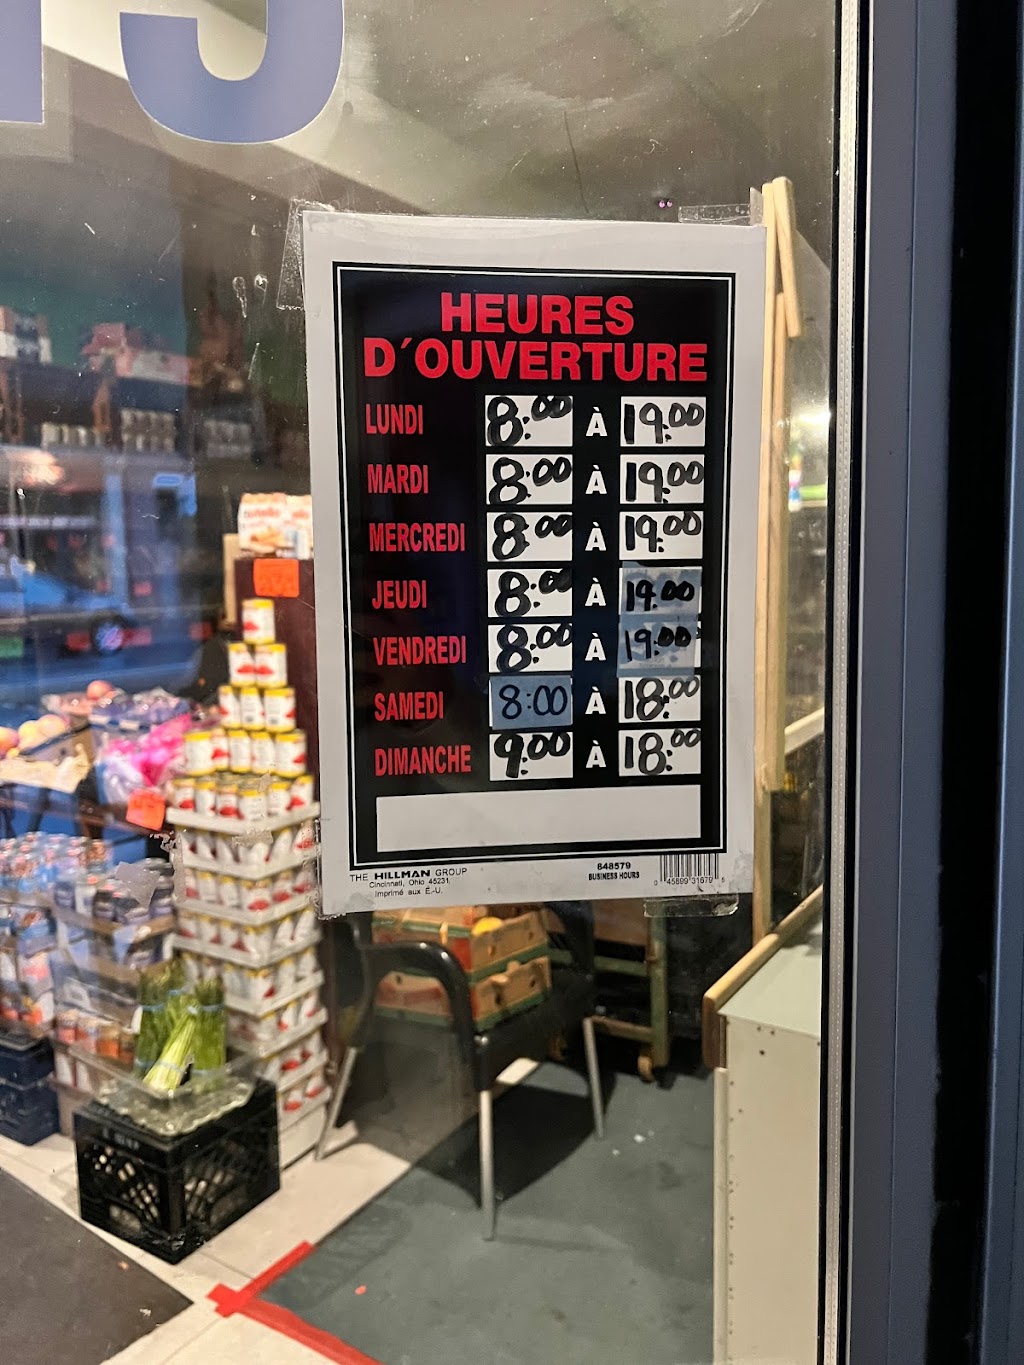 HEURES
D´OUVERTURE
LUNDI 8:00 À 19:00
MARDI 8:00 À 19:00
MERCREDI 8:00 À 19:00
JEUDI 8:00 À 19:00
VENDREDI 8:00 À 19:00
SAMEDI 8:00 À 18:00
DIMANCHE 9:00 À 18:00
THE HILLMAN GROUP
Cincinnati, Ohio 45231
Imprimé aux É.-U.
848579
BUSINESS HOURS
nutella